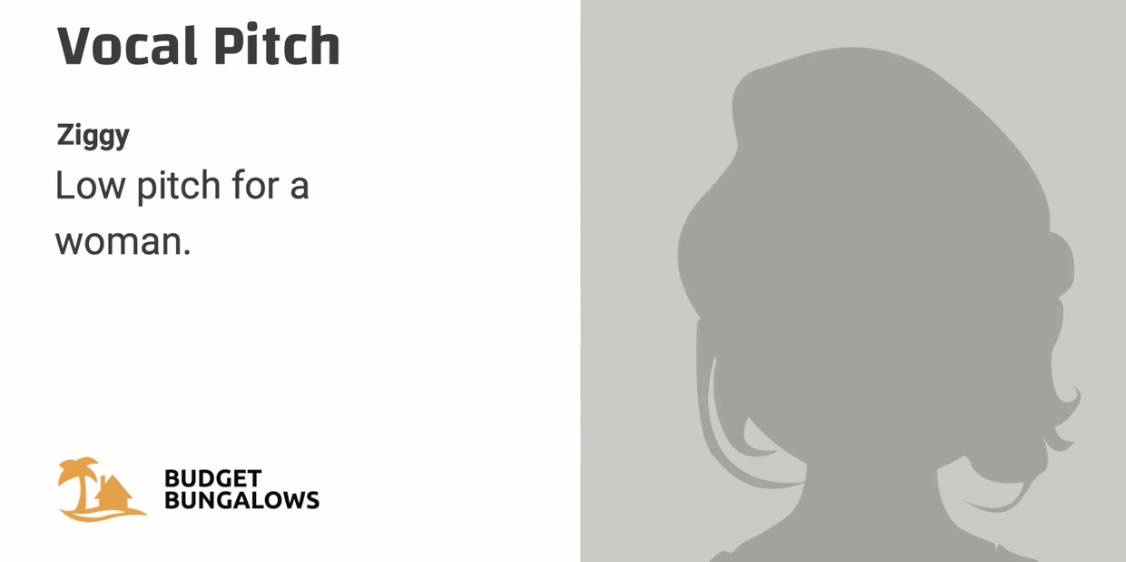 Vocal Pitch
Ziggy
Low pitch for a
woman.
BUDGET
BUNGALOWS